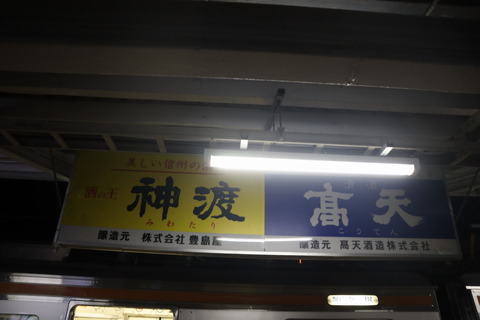 美しい信州の
酒の王
神渡
みわたり
醸造元 株式会社 豊島屋
髙天
こうてん
醸造元 髙天酒造株式会社